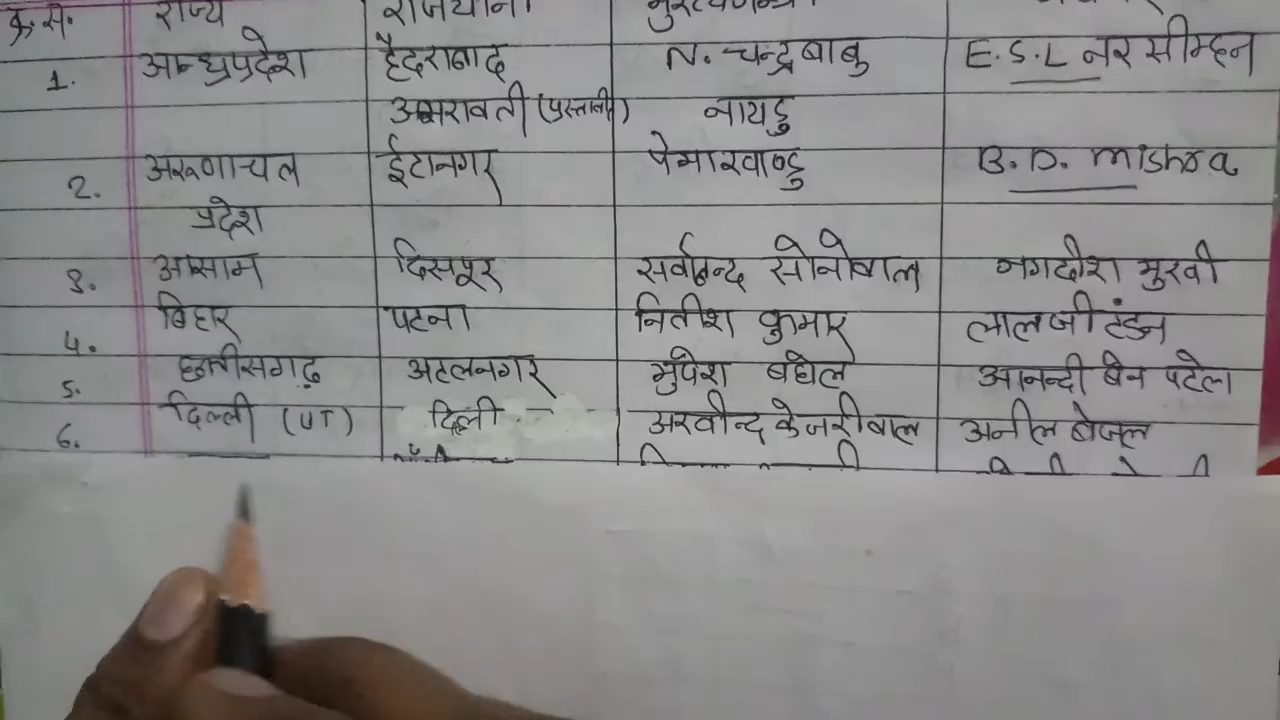 क्र.स. राज्य राजधानी
1. आन्ध्रप्रदेश हैदराबाद N. चन्द्रबाबु E.S.L नरसीम्हन
अमरावती (प्रस्तावी) नायडु
2. अरूणाचल ईटानगर पेमाखाण्डु B.D. mishra
प्रदेश
3. आसाम दिसपूर सर्बानन्द सोनोवाल जगदीश मुखी
4. बिहार पटना नितीश कुमार लालजी टंडन
5. छत्तीसगढ़ अटलनगर भुपेश बघेल आनन्दी बेन पटेल
6. दिल्ली (UT) दिल्ली अरवीन्द केजरीवाल अनील बेजल